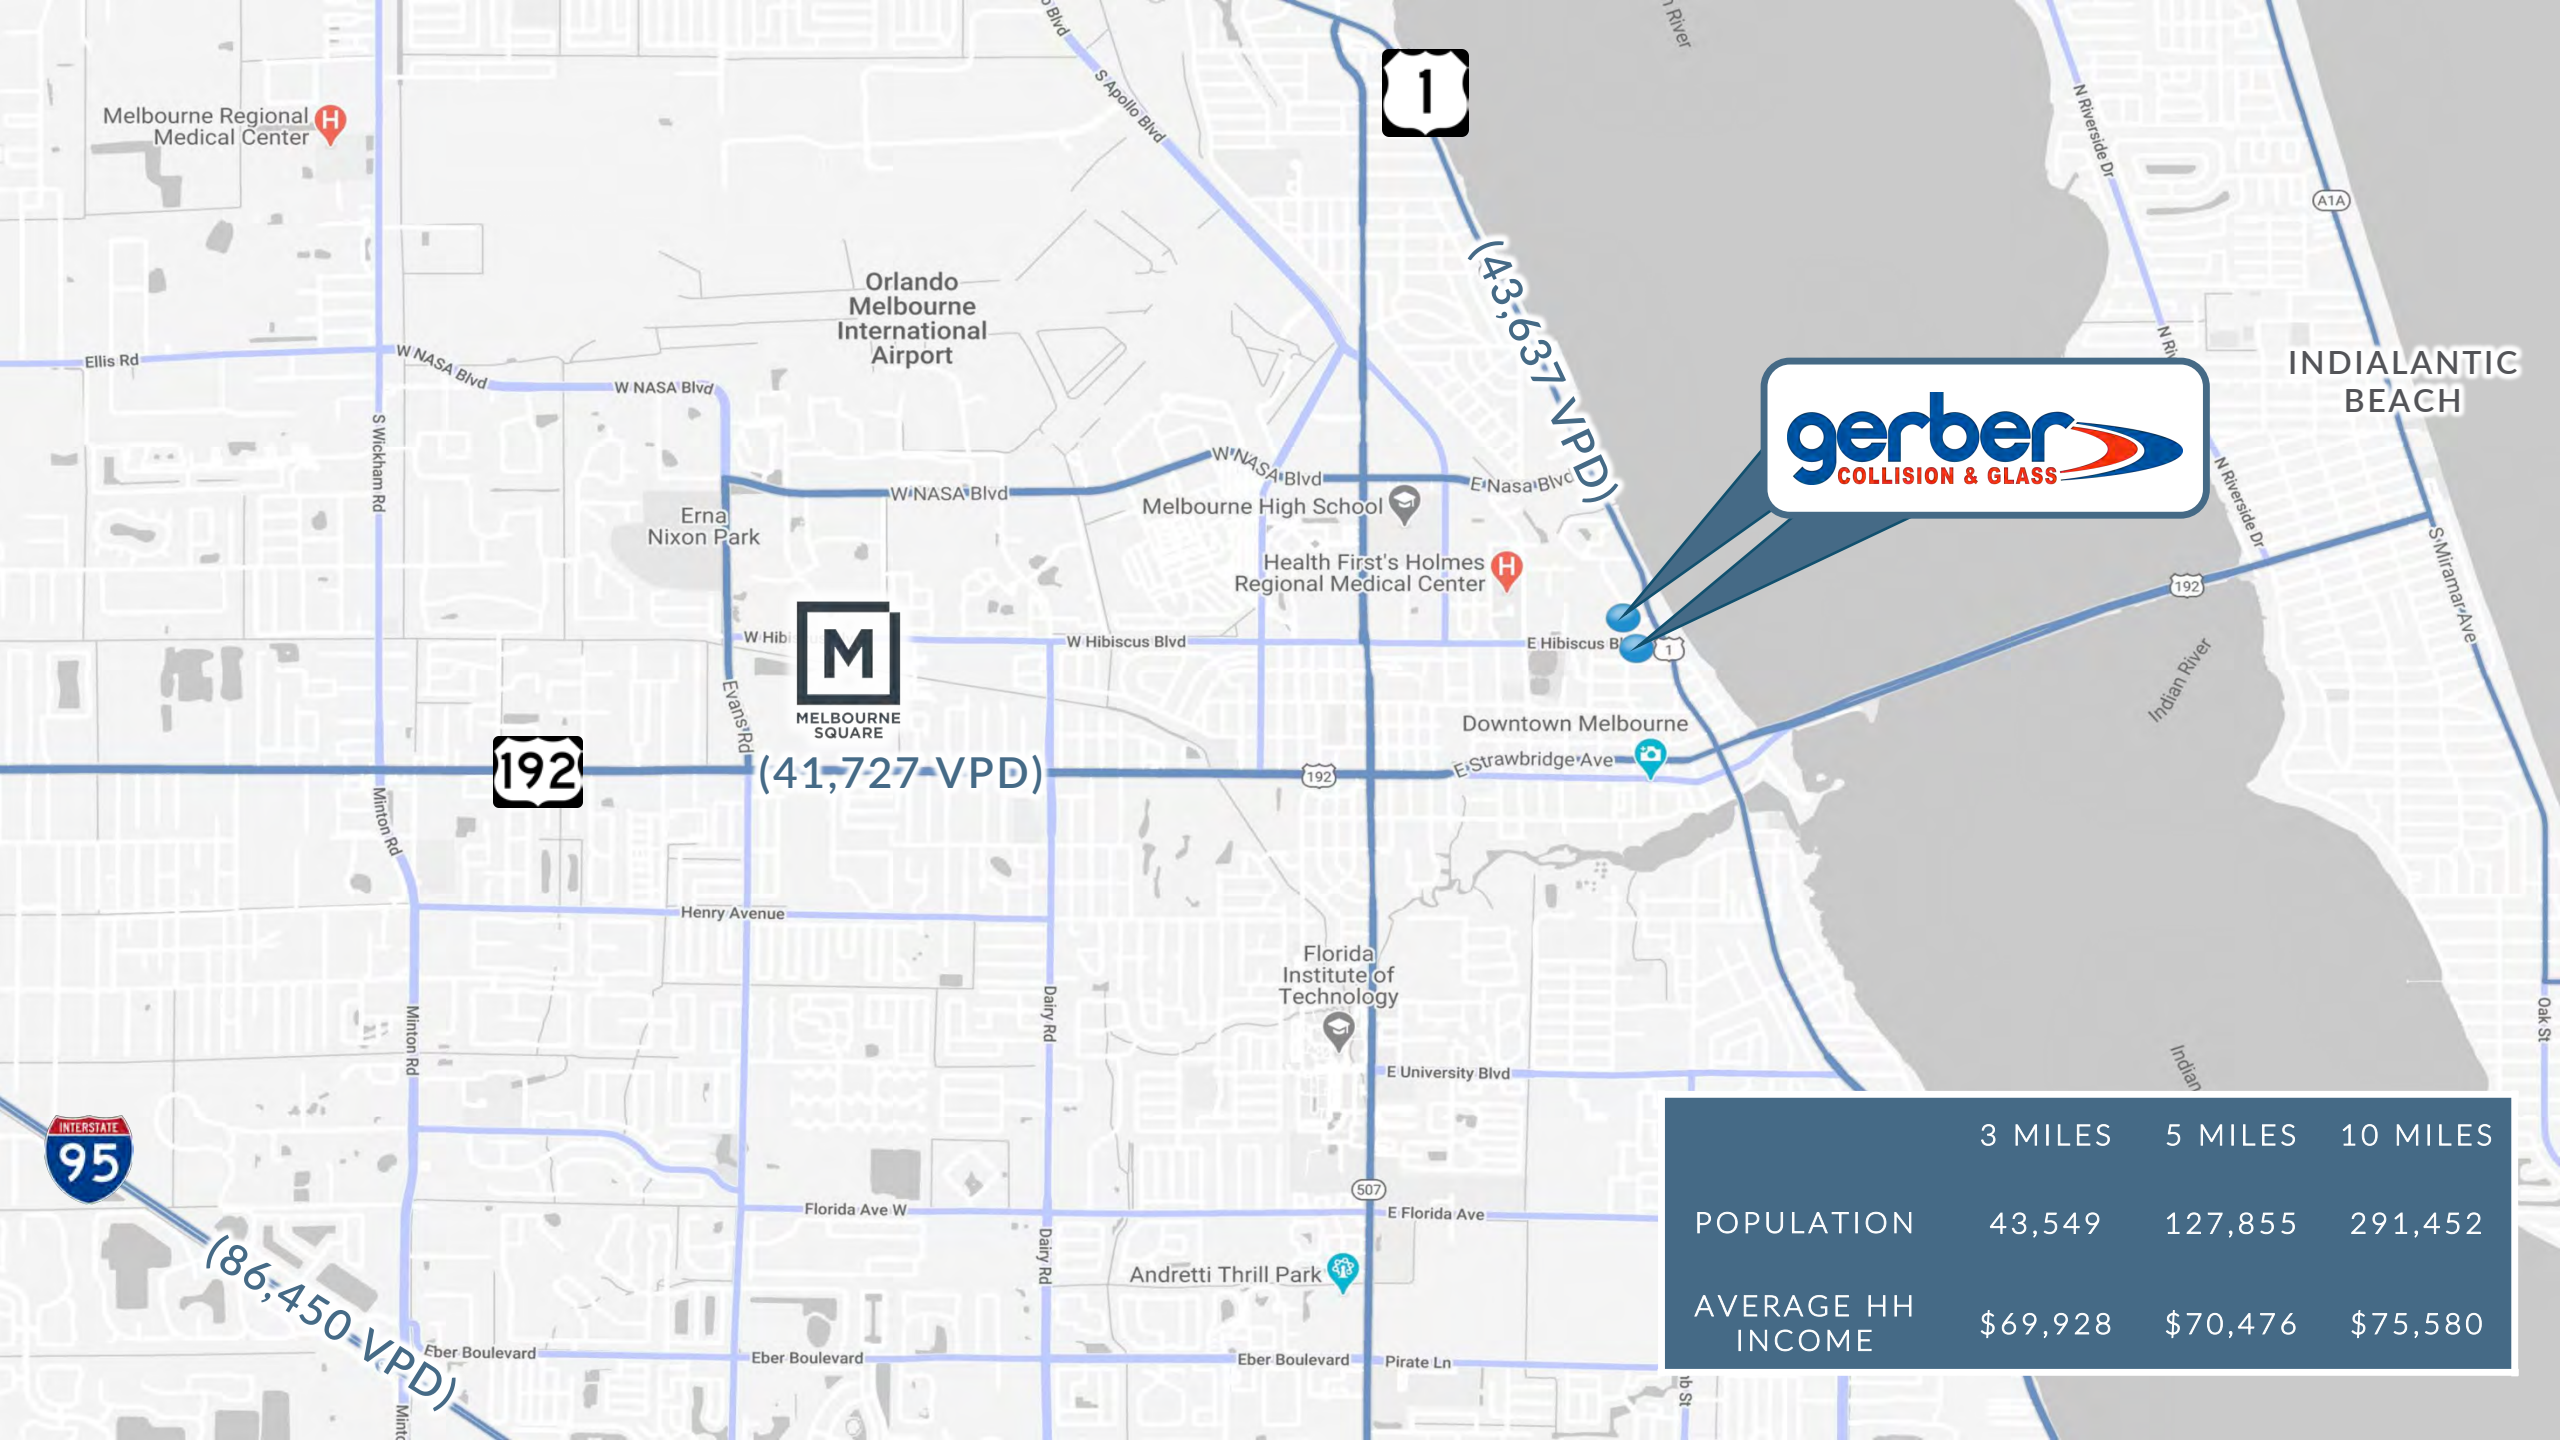 o Blvd
S Apollo Blvd
1
n River
N Riverside Dr
A1A
Melbourne Regional
Medical Center
H
Orlando
Melbourne
International
Airport
(43,637 VPD)
Ellis Rd
W NASA Blvd
W NASA Blvd
N Riv
INDIALANTIC
BEACH
gerber
COLLISION & GLASS
S Wickham Rd
W NASA Blvd
W NASA Blvd
E Nasa Blvd
N Riverside Dr
Melbourne High School
Erna
Nixon Park
Health First's Holmes
Regional Medical Center
H
192
S Miramar Ave
W Hibi
W Hibiscus Blvd
E Hibiscus B
1
M
MELBOURNE
SQUARE
Evans Rd
Indian River
Downtown Melbourne
192
(41,727 VPD)
192
E Strawbridge Ave
Minton Rd
Henry Avenue
Florida
Institute of
Technology
Minton Rd
Dairy Rd
Oak St
E University Blvd
Indian
INTERSTATE
95
3 MILES 5 MILES 10 MILES
POPULATION 43,549 127,855 291,452
AVERAGE HH
INCOME $69,928 $70,476 $75,580
507
Florida Ave W
E Florida Ave
Dairy Rd
Andretti Thrill Park
(86,450 VPD)
Eber Boulevard
Eber Boulevard
Eber Boulevard
Pirate Ln
Minto
b St